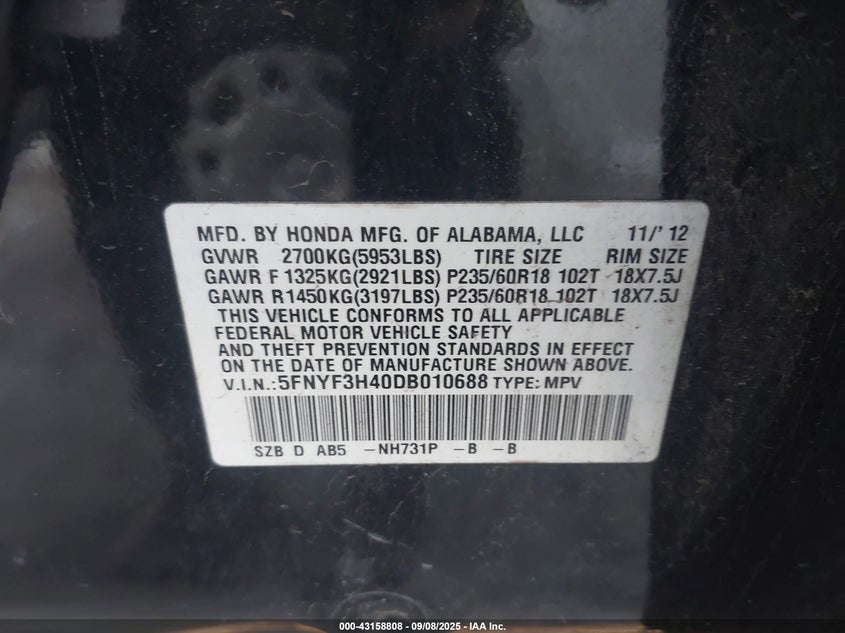 MFD. BY HONDA MFG. OF ALABAMA, LLC 11/'12
GVWR 2700KG(5953LBS) TIRE SIZE RIM SIZE
GAWR F 1325KG(2921LBS) P235/60R18 102T 18X7.5J
GAWR R1450KG(3197LBS) P235/60R18 102T 18X7.5J
THIS VEHICLE CONFORMS TO ALL APPLICABLE
FEDERAL MOTOR VEHICLE SAFETY
AND THEFT PREVENTION STANDARDS IN EFFECT
ON THE DATE OF MANUFACTURE SHOWN ABOVE.
V.I.N.:5FNYF3H40DB010688 TYPE: MPV
SZB D AB5 -NH731P -B -B
000-43158808 - 09/08/2025 - IAA Inc.